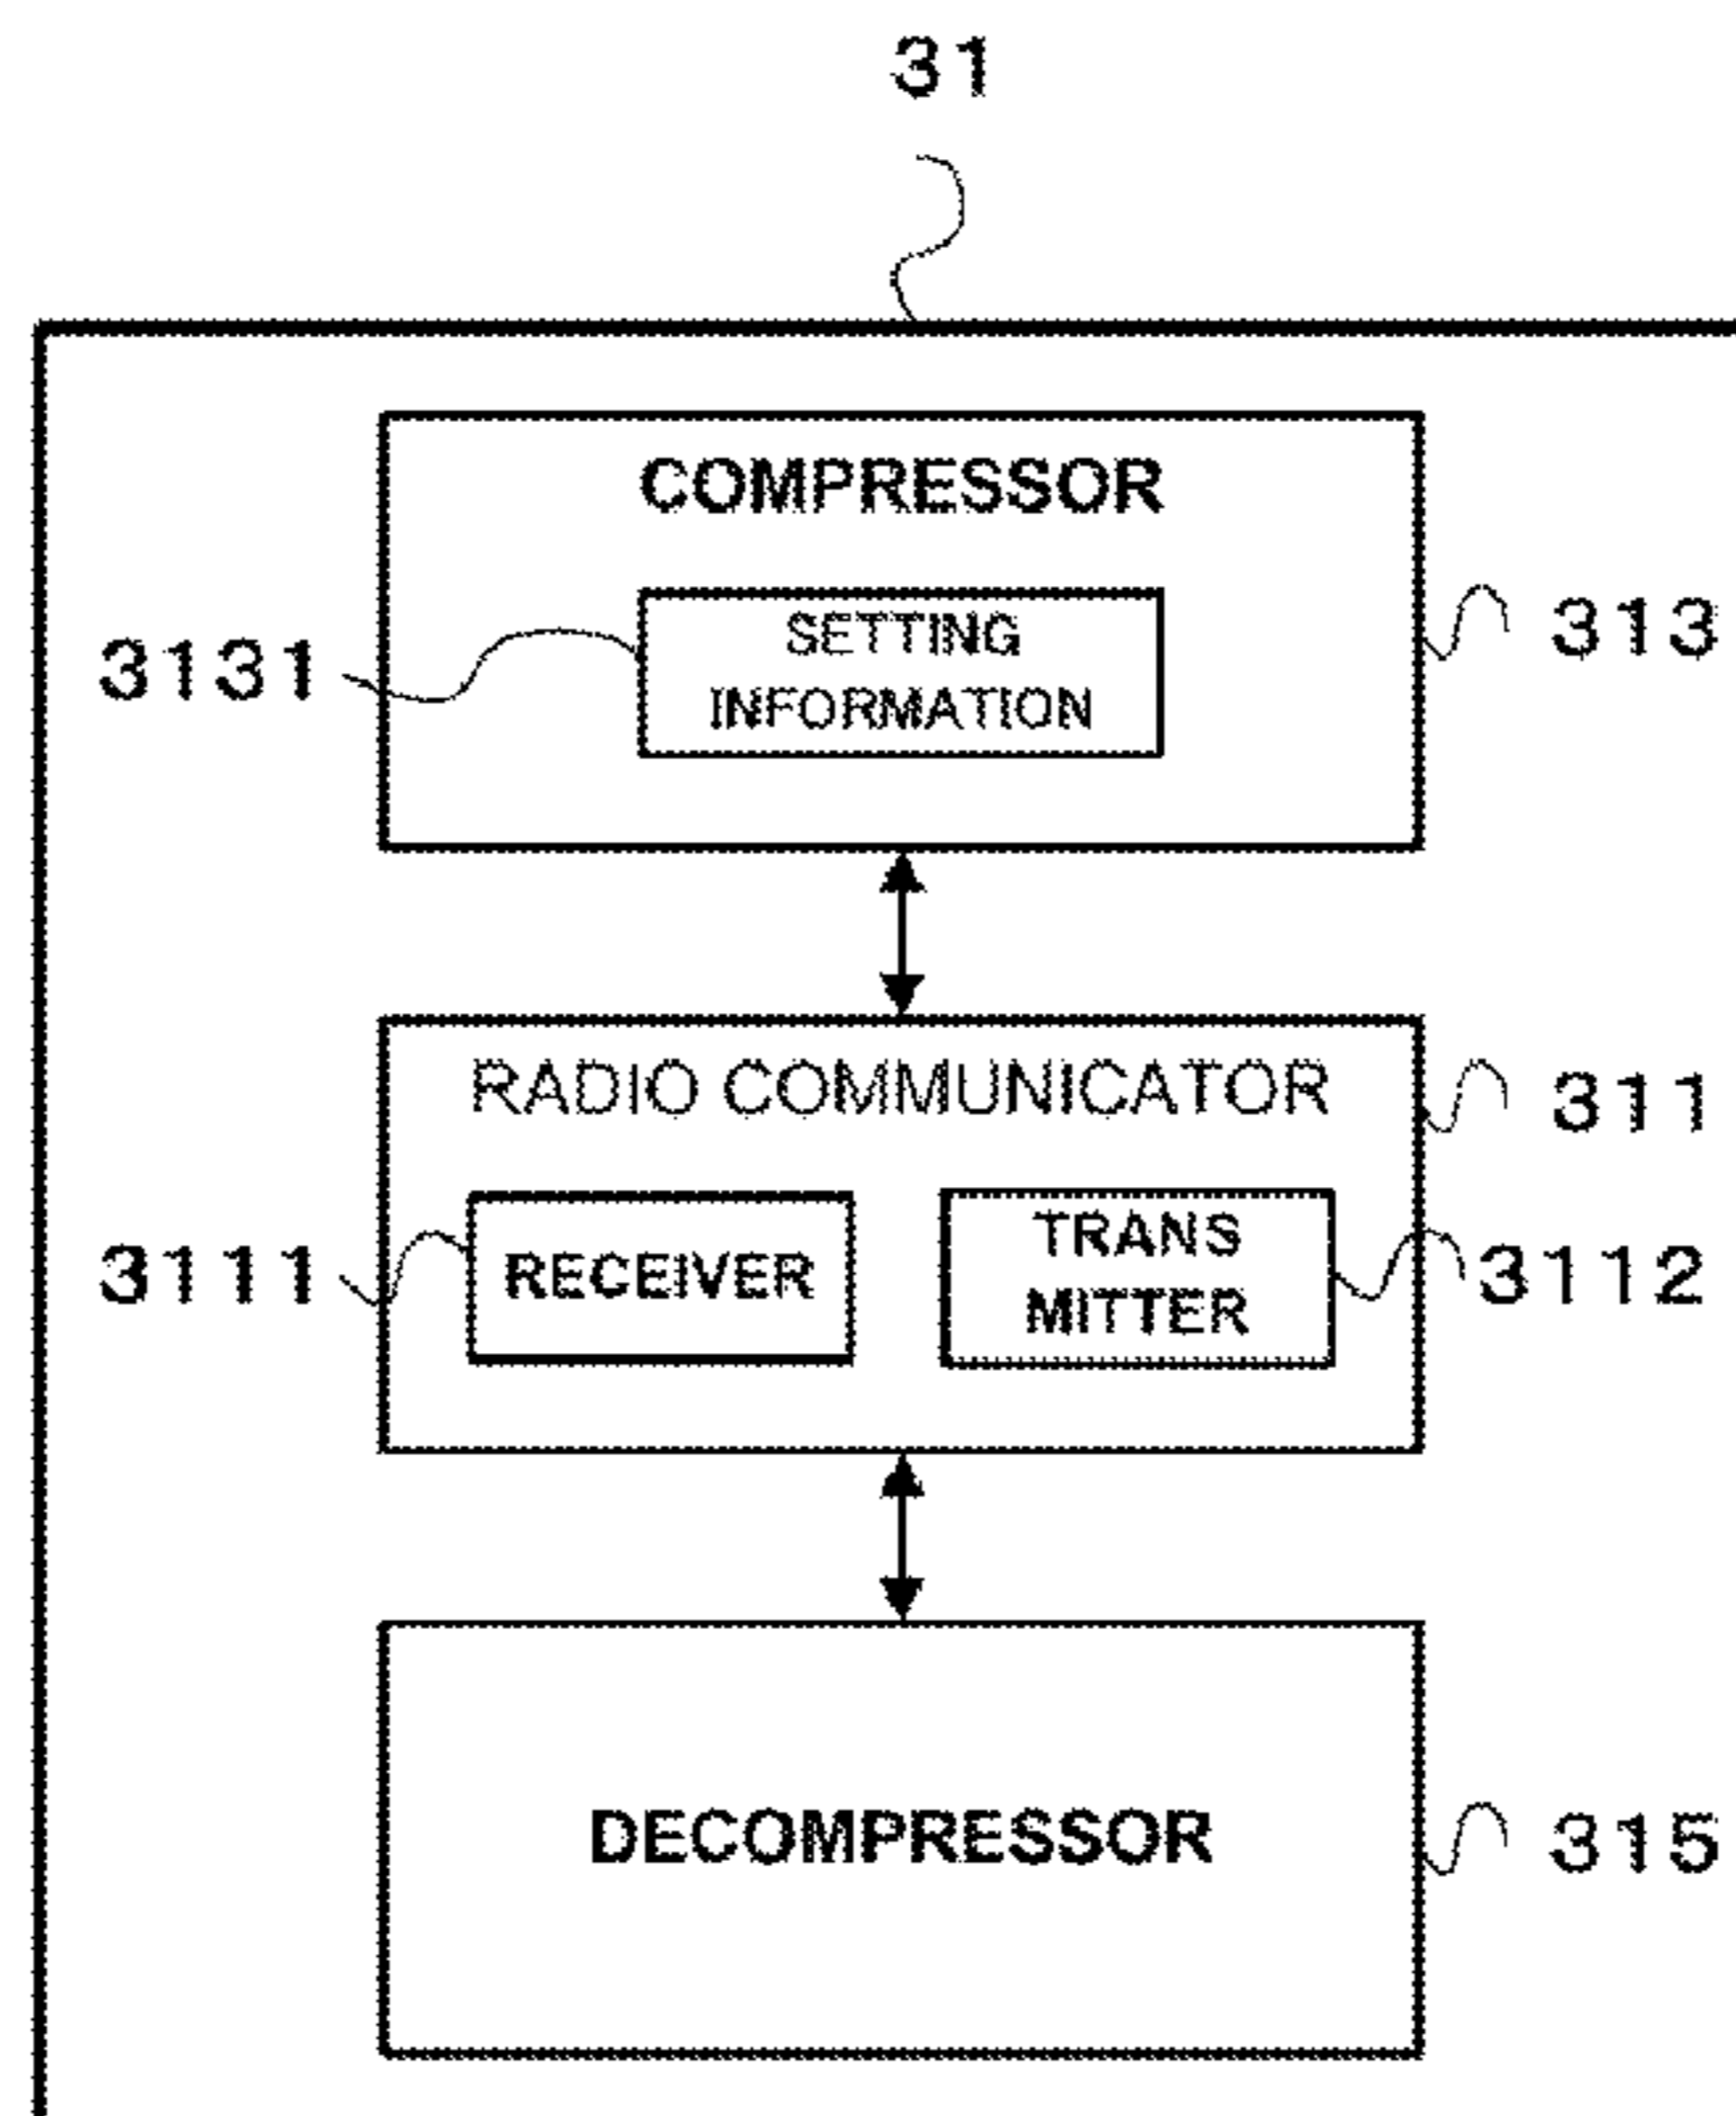 31
COMPRESSOR
SETTING
INFORMATION
313
3131
RADIO COMMUNICATOR
311
RECEIVER
TRANS
MITTER
3111
3112
DECOMPRESSOR
315